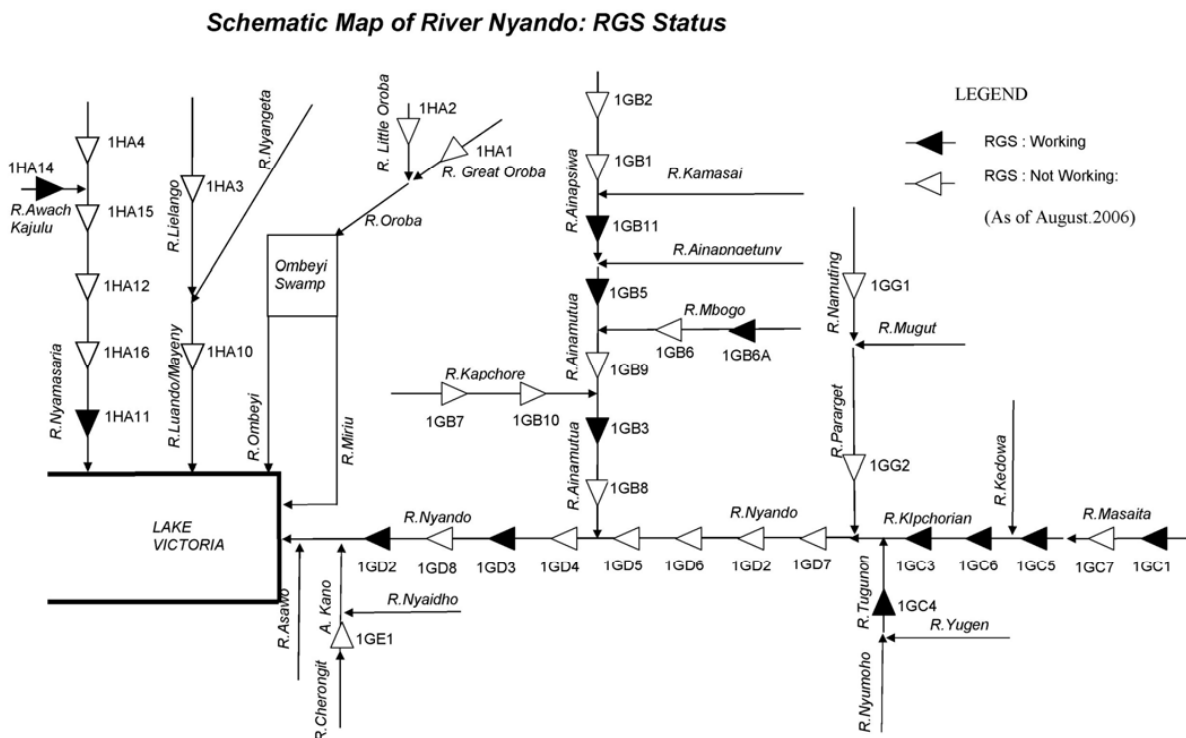 Schematic Map of River Nyando: RGS Status
LEGEND
RGS : Working
RGS : Not Working:
(As of August.2006)
1HA4
1HA14
R.Awach
Kajulu
1HA15
1HA12
1HA16
1HA11
R.Nyamasaria
R.Lielango
1HA3
R.Nyangeta
1HA10
R.Luando/Mayeny
R. Little Oroba
1HA2
1HA1
R. Great Oroba
R.Oroba
Ombeyi
Swamp
R.Ombeyi
R.Miriu
1GB2
1GB1
R.Ainapsiwa
R.Kamasai
1GB11
R.Ainapngetuny
1GB5
R.Mbogo
1GB6
1GB6A
R.Ainamutua
1GB9
R.Kapchore
1GB7
1GB10
1GB3
R.Ainamutua
1GB8
R.Namuting
1GG1
R.Mugut
R.Pararget
1GG2
R.Kedowa
LAKE
VICTORIA
R.Nyando
R.Nyando
R.KIpchorian
R.Masaita
1GD2
1GD8
1GD3
1GD4
1GD5
1GD6
1GD2
1GD7
1GC3
1GC6
1GC5
1GC7
1GC1
R.Asawo
A. Kano
R.Nyaidho
1GE1
R.Cherongit
R.Tugunon
1GC4
R.Yugen
R.Nyumoho